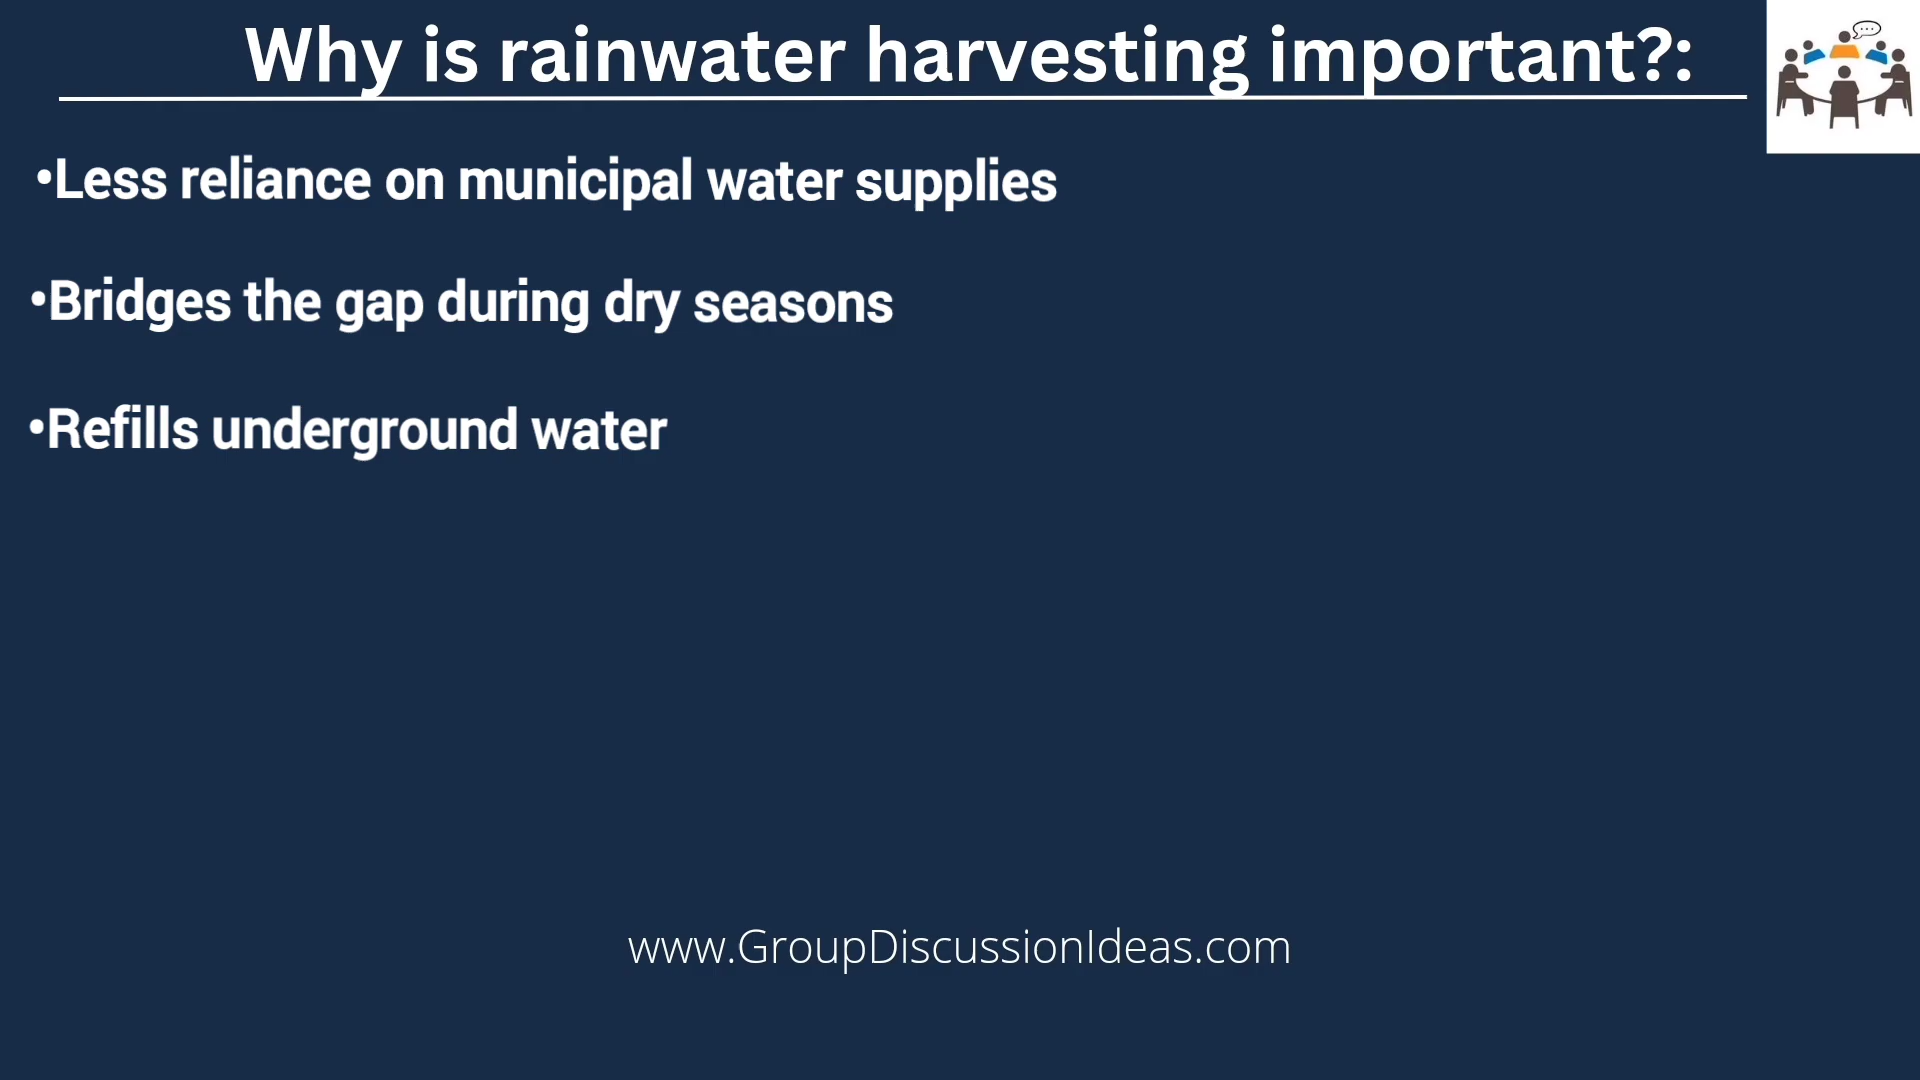 Why is rainwater harvesting important?:
•Less reliance on municipal water supplies
•Bridges the gap during dry seasons
•Refills underground water
www.GroupDiscussionIdeas.com